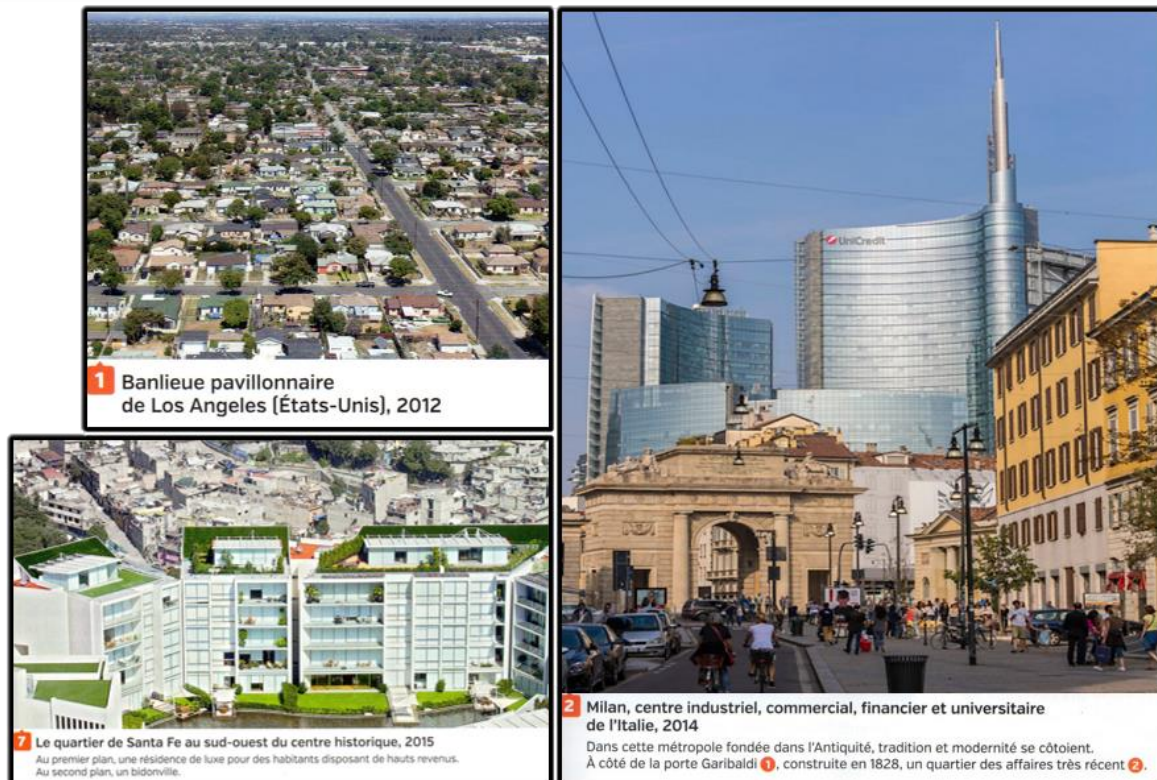 1 Banlieue pavillonnaire
de Los Angeles (États-Unis), 2012
7 Le quartier de Santa Fe au sud-ouest du centre historique, 2015
Au premier plan, une résidence de luxe pour des habitants disposant de hauts revenus.
Au second plan, un bidonville.
UniCredit
2 Milan, centre industriel, commercial, financier et universitaire
de l'Italie, 2014
Dans cette métropole fondée dans l'Antiquité, tradition et modernité se côtoient.
À côté de la porte Garibaldi 1, construite en 1828, un quartier des affaires très récent 2.